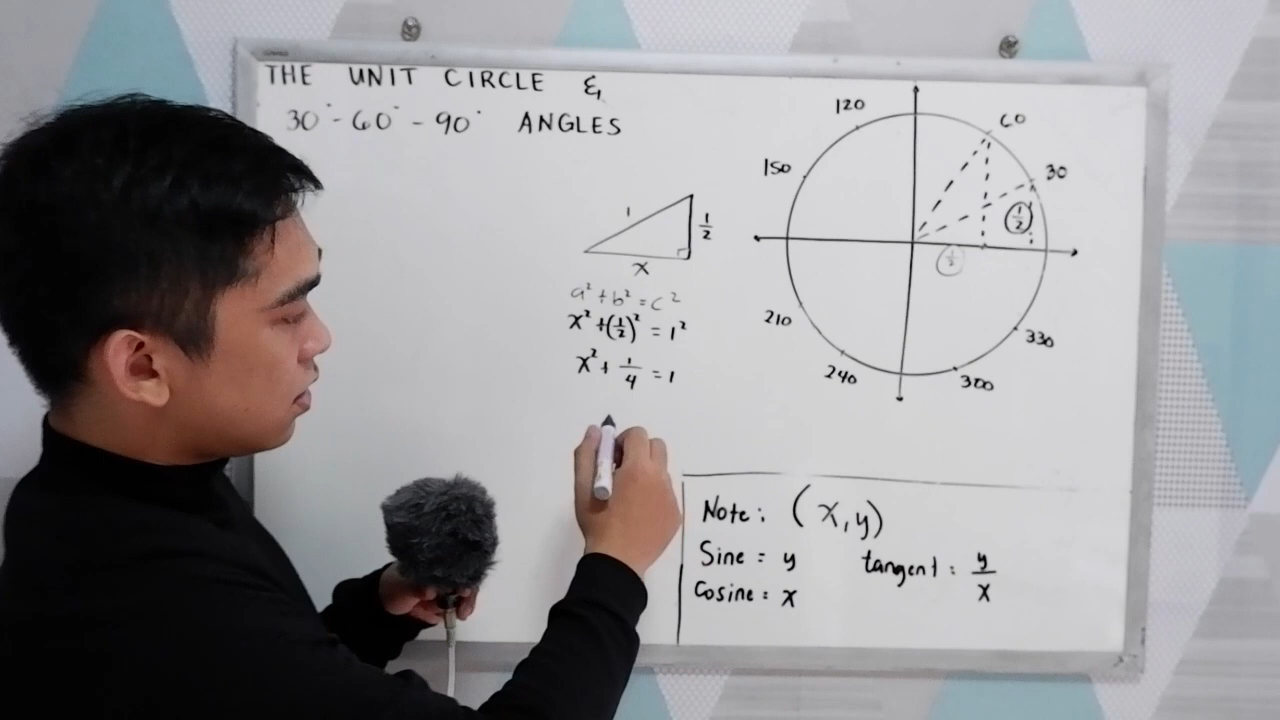 THE UNIT CIRCLE &
30°-60°-90° ANGLES
1
1/2
x
a² + b² = c²
x² + (1/2)² = 1²
x² + 1/4 = 1
120
60
150
30
1/2
1/2
210
330
240
300
Note: (x, y)
Sine = y
tangent: y/x
Cosine: x